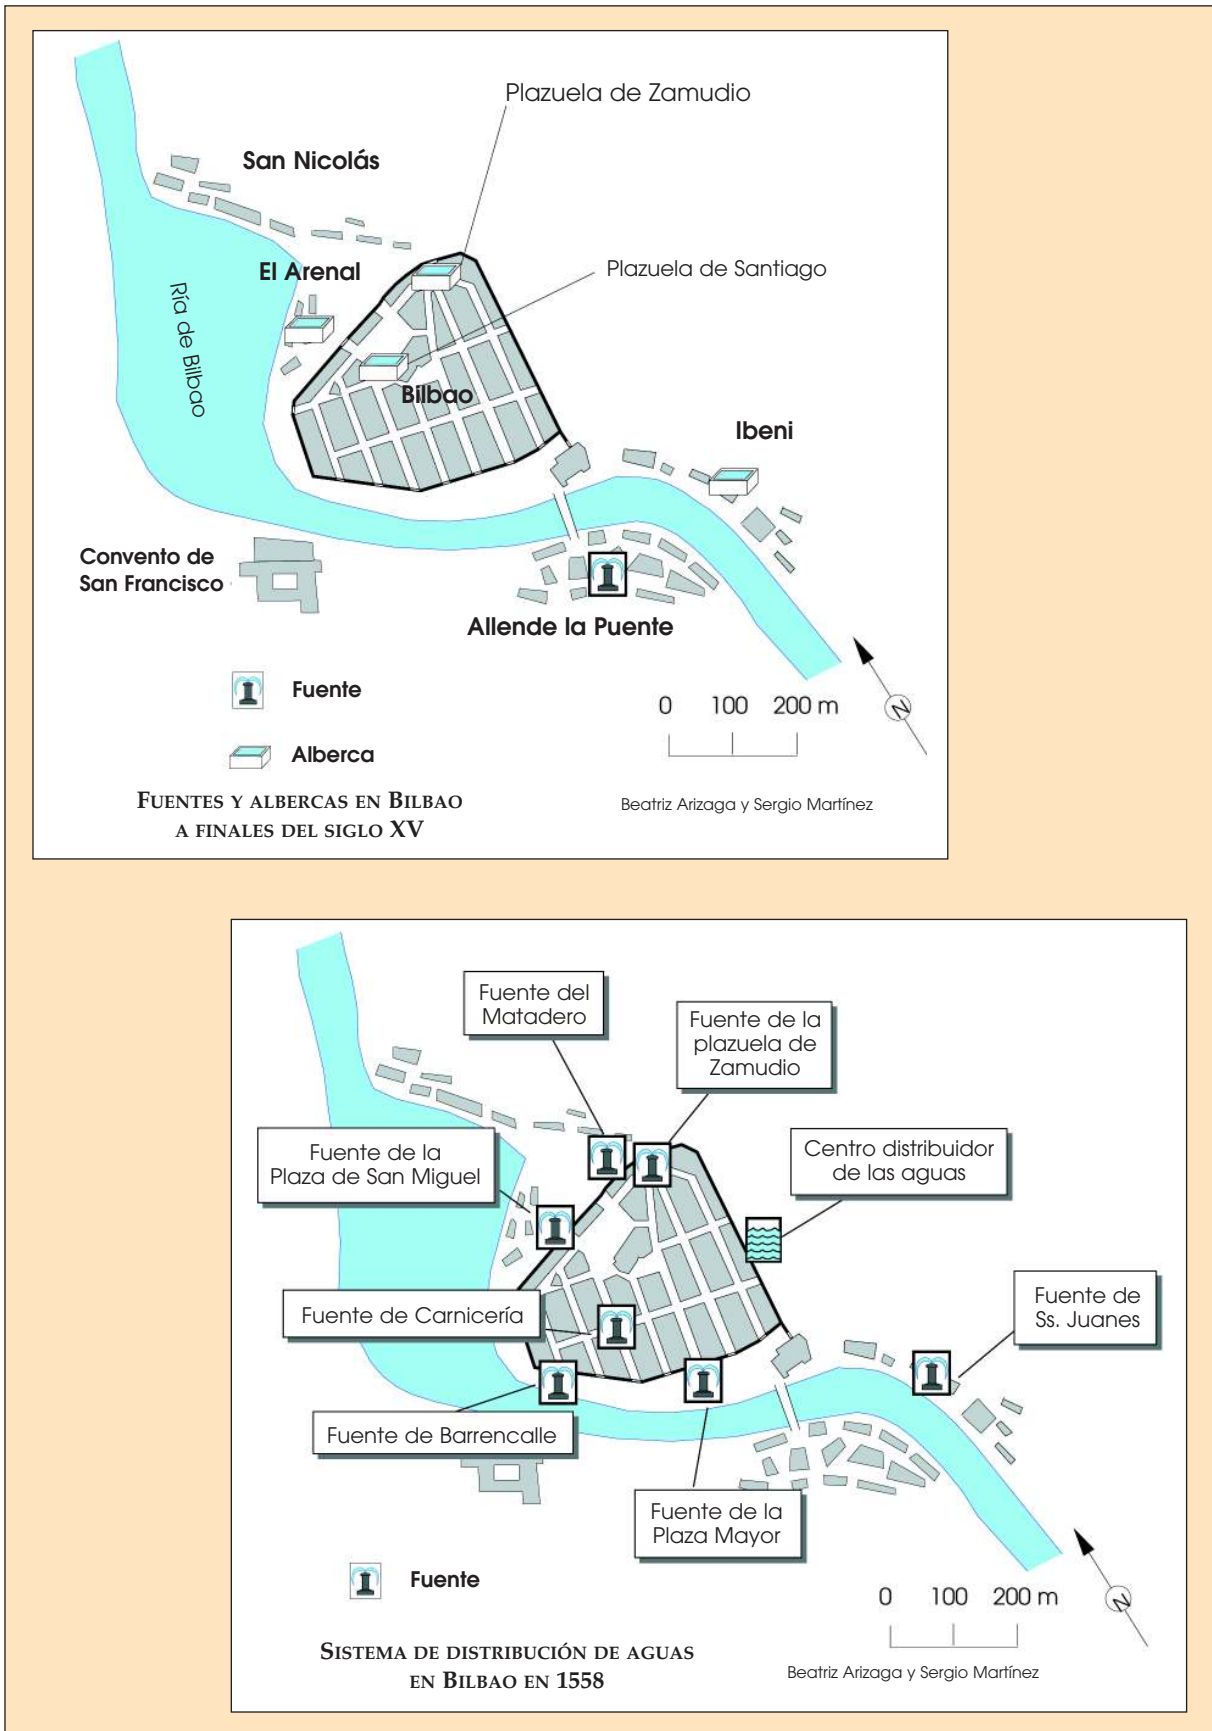 Plazuela de Zamudio
San Nicolás
El Arenal
Plazuela de Santiago
Ría de Bilbao
Bilbao
Ibeni
Convento de
San Francisco
Allende la Puente
Fuente
0 100 200 m
N
Alberca
FUENTES Y ALBERCAS EN BILBAO
A FINALES DEL SIGLO XV
Beatriz Arizaga y Sergio Martínez
Fuente del
Matadero
Fuente de la
plazuela de
Zamudio
Fuente de la
Plaza de San Miguel
Centro distribuidor
de las aguas
Fuente de Carnicería
Fuente de
Ss. Juanes
Fuente de Barrencalle
Fuente de la
Plaza Mayor
Fuente
0 100 200 m
N
SISTEMA DE DISTRIBUCIÓN DE AGUAS
EN BILBAO EN 1558
Beatriz Arizaga y Sergio Martínez